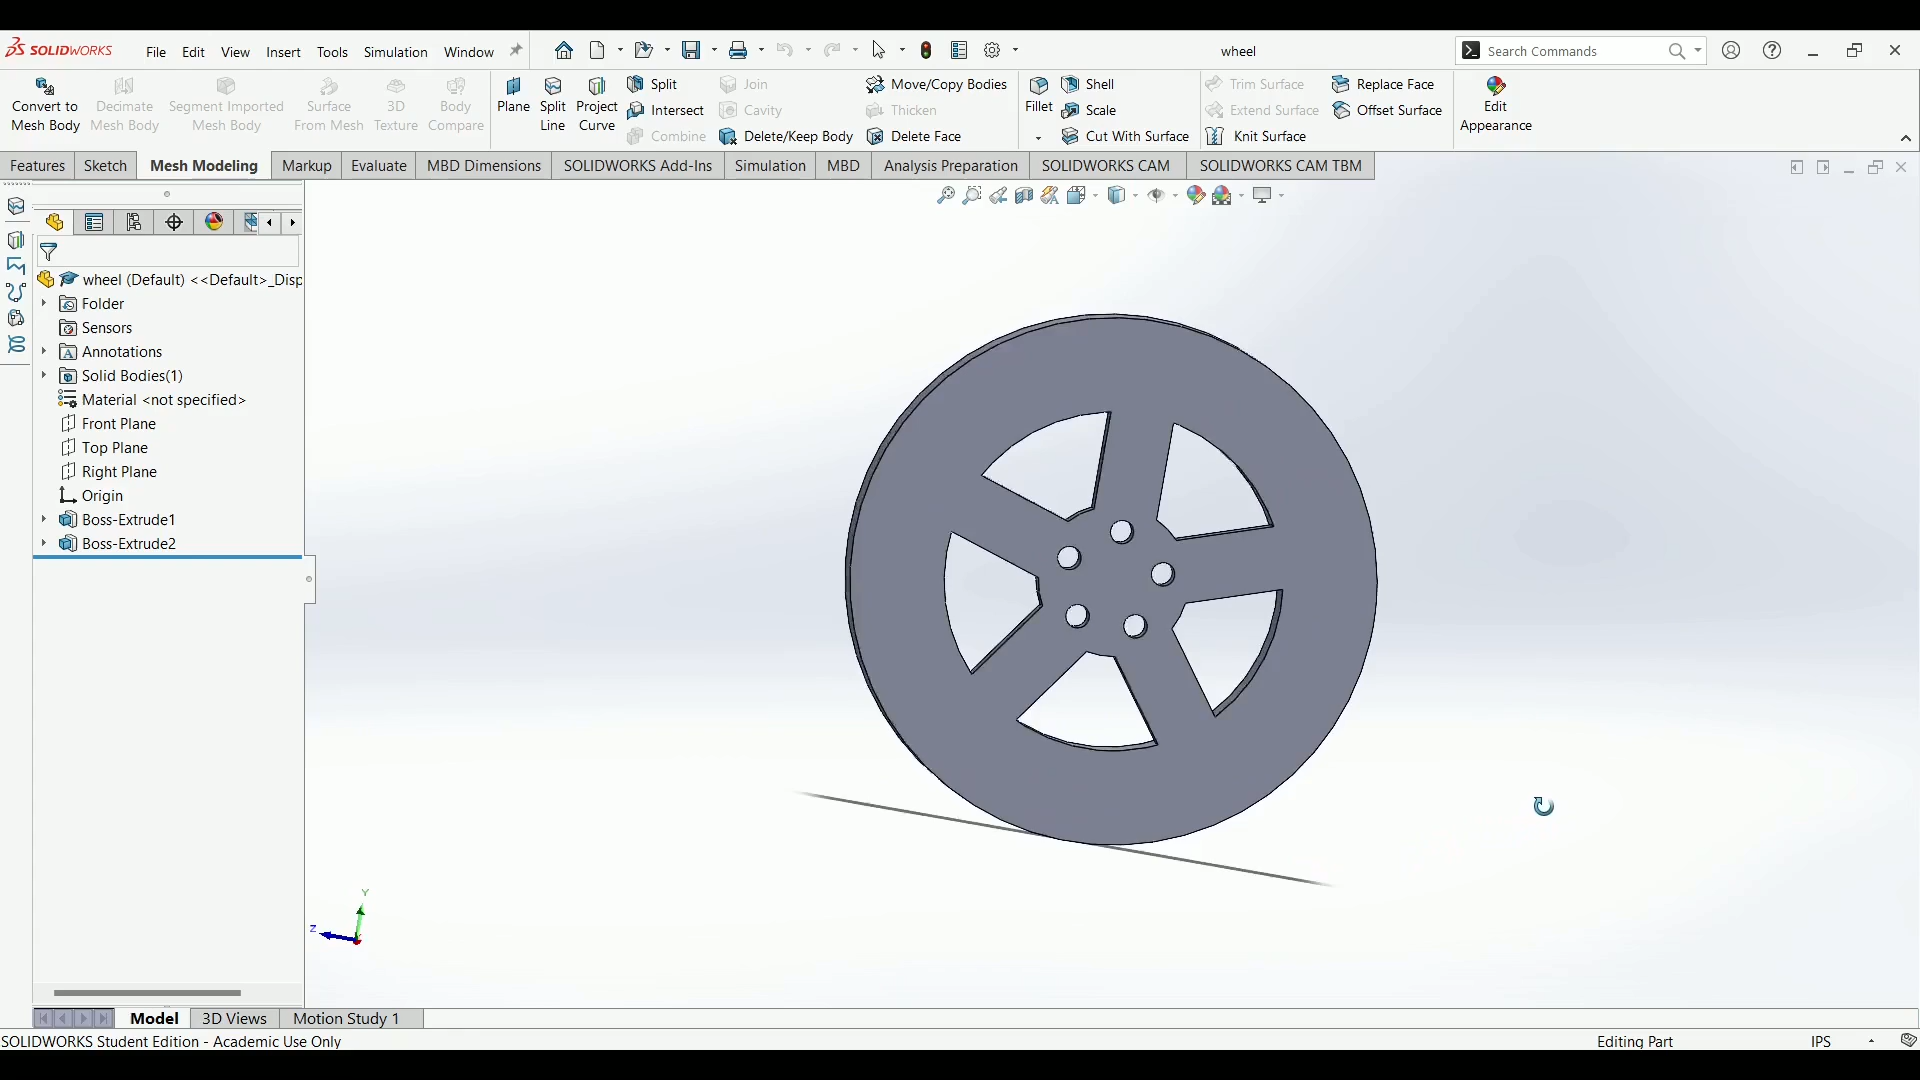 SOLIDWORKS File Edit View Insert Tools Simulation Window wheel Search Commands
Convert to Mesh Body
Decimate Mesh Body
Segment Imported Mesh Body
Surface From Mesh
3D Texture
Body Compare
Plane
Split Line
Project Curve
Split
Intersect
Combine
Join
Cavity
Delete/Keep Body
Move/Copy Bodies
Thicken
Delete Face
Fillet
Shell
Scale
Cut With Surface
Trim Surface
Extend Surface
Knit Surface
Replace Face
Offset Surface
Edit Appearance
Features Sketch Mesh Modeling Markup Evaluate MBD Dimensions SOLIDWORKS Add-Ins Simulation MBD Analysis Preparation SOLIDWORKS CAM SOLIDWORKS CAM TBM
wheel (Default) <<Default>_Disp
Folder
Sensors
Annotations
Solid Bodies(1)
Material <not specified>
Front Plane
Top Plane
Right Plane
Origin
Boss-Extrude1
Boss-Extrude2
Y
Z
Model 3D Views Motion Study 1
SOLIDWORKS Student Edition - Academic Use Only Editing Part IPS